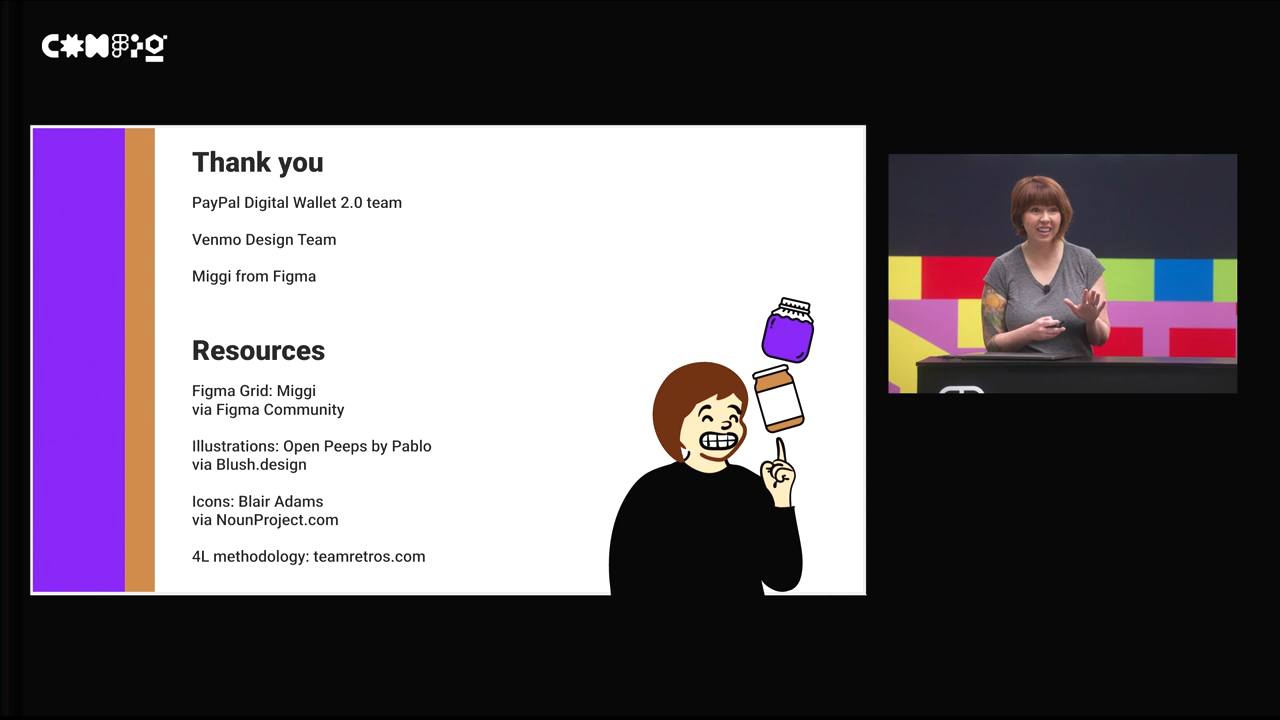 CONFIG
Thank you
PayPal Digital Wallet 2.0 team
Venmo Design Team
Miggi from Figma
Resources
Figma Grid: Miggi
via Figma Community
Illustrations: Open Peeps by Pablo
via Blush.design
Icons: Blair Adams
via NounProject.com
4L methodology: teamretros.com